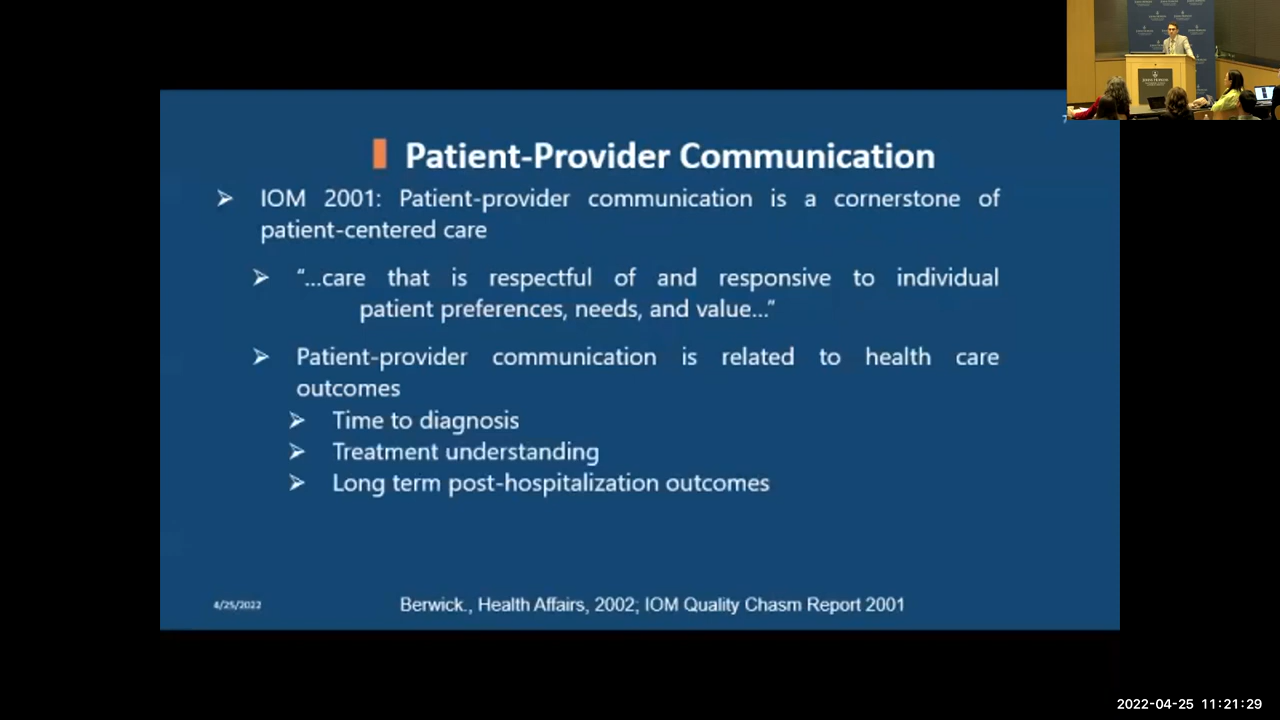 Patient-Provider Communication
➢ IOM 2001: Patient-provider communication is a cornerstone of
patient-centered care
➢ “...care that is respectful of and responsive to individual
patient preferences, needs, and value...”
➢ Patient-provider communication is related to health care
outcomes
➢ Time to diagnosis
➢ Treatment understanding
➢ Long term post-hospitalization outcomes
4/25/2022
Berwick., Health Affairs, 2002; IOM Quality Chasm Report 2001
2022-04-25 11:21:29